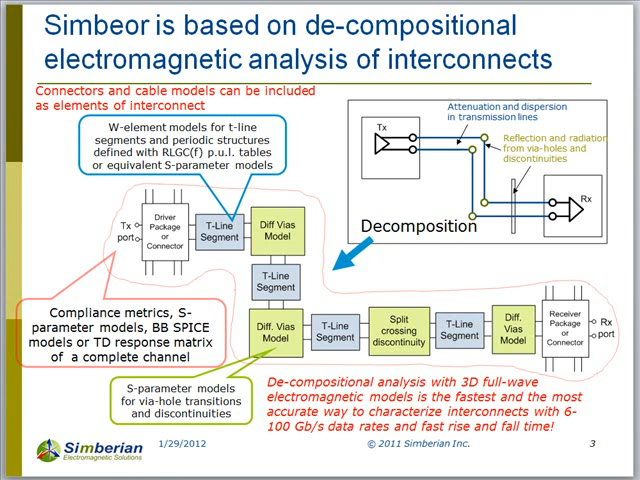 Simbeor is based on de-compositional
electromagnetic analysis of interconnects
Connectors and cable models can be included
as elements of interconnect
W-element models for t-line
segments and periodic structures
defined with RLGC(f) p.u.l. tables
or equivalent S-parameter models
Attenuation and dispersion
in transmission lines
Tx
Reflection and radiation
from via-holes and
discontinuities
Rx
Decomposition
Tx
port
Driver
Package
or
Connector
T-Line
Segment
Diff Vias
Model
T-Line
Segment
Compliance metrics, S-
parameter models, BB SPICE
models or TD response matrix
of a complete channel
Diff. Vias
Model
T-Line
Segment
Split
crossing
discontinuity
T-Line
Segment
Diff.
Vias
Model
Receiver
Package
or
Connector
Rx
port
S-parameter models
for via-hole transitions
and discontinuities
De-compositional analysis with 3D full-wave
electromagnetic models is the fastest and the most
accurate way to characterize interconnects with 6-
100 Gb/s data rates and fast rise and fall time!
Simberian
Electromagnetic Solutions
1/29/2012
© 2011 Simberian Inc.
3